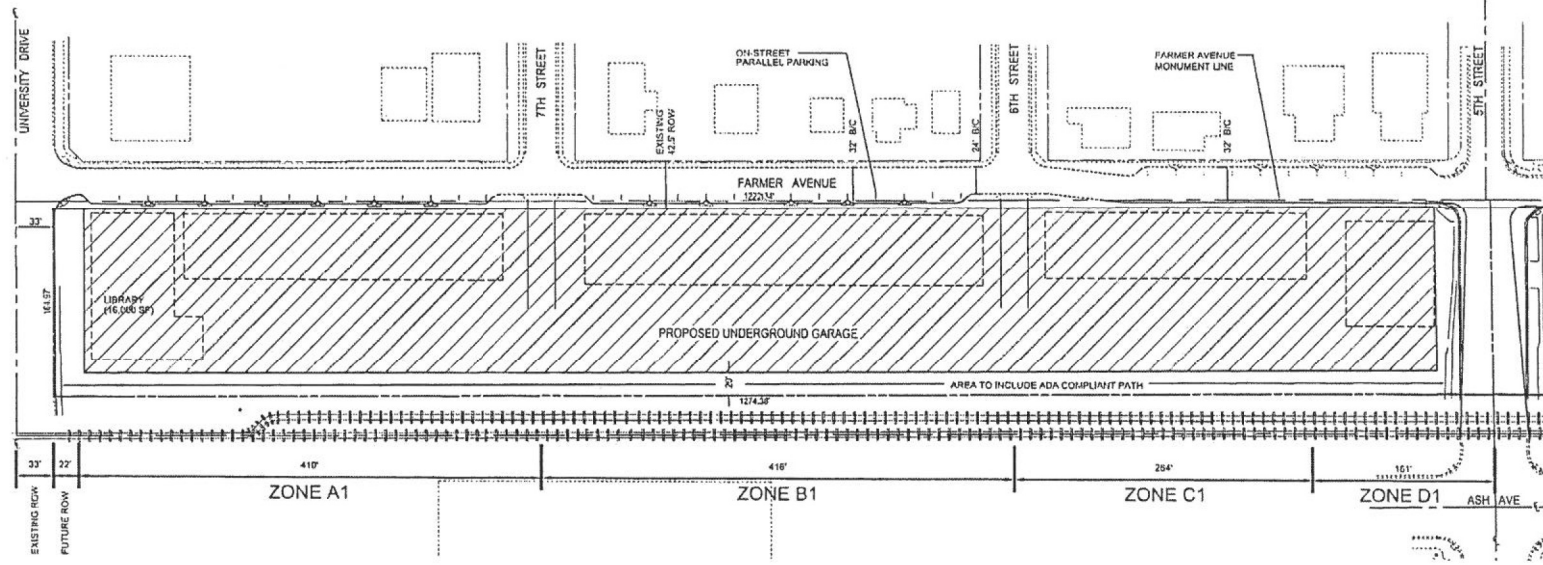 UNIVERSITY DRIVE
7TH STREET
ON-STREET
PARALLEL PARKING
6TH STREET
FARMER AVENUE
MONUMENT LINE
5TH STREET
EXISTING
42.5' ROW
32' B/C
24' B/C
32' B/C
FARMER AVENUE
33'
LIBRARY
(16,000 SF)
PROPOSED UNDERGROUND GARAGE
20'
AREA TO INCLUDE ADA COMPLIANT PATH
1274.38'
33'
22'
410'
416'
161'
EXISTING ROW
FUTURE ROW
ZONE A1
ZONE B1
ZONE C1
ZONE D1
ASH AVE